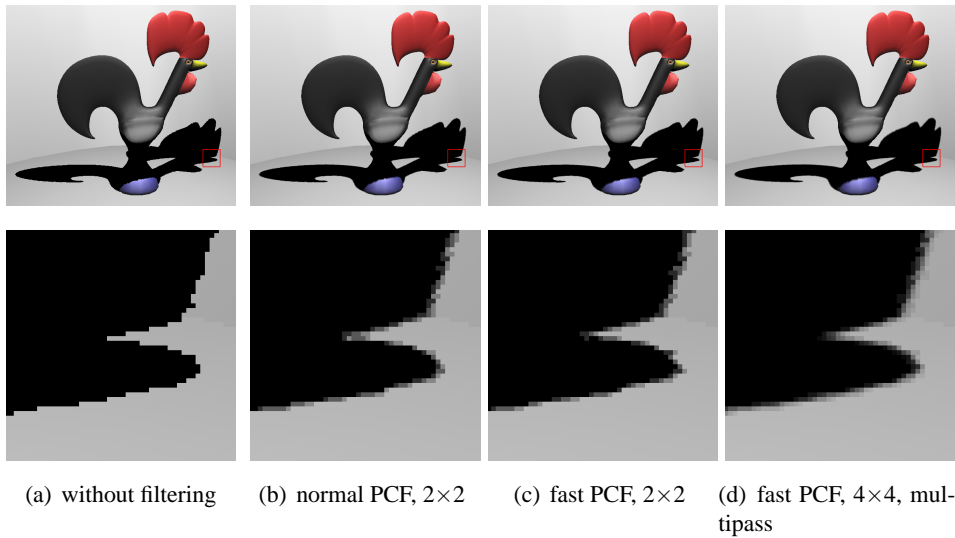 (a) without filtering
(b) normal PCF, 2×2
(c) fast PCF, 2×2
(d) fast PCF, 4×4, mul-
tipass